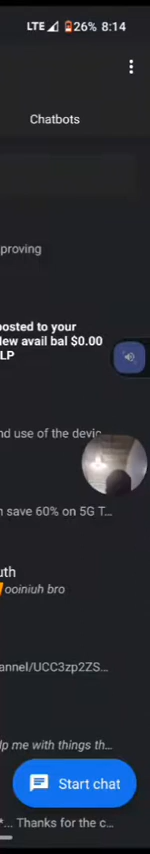 LTE 26% 8:14
Chatbots
proving
posted to your
New avail bal $0.00
LP
nd use of the devic
n save 60% on 5G T...
uth
ooiniuh bro
annel/UCC3zp2ZS...
lp me with things th...
Start chat
*... Thanks for the c...